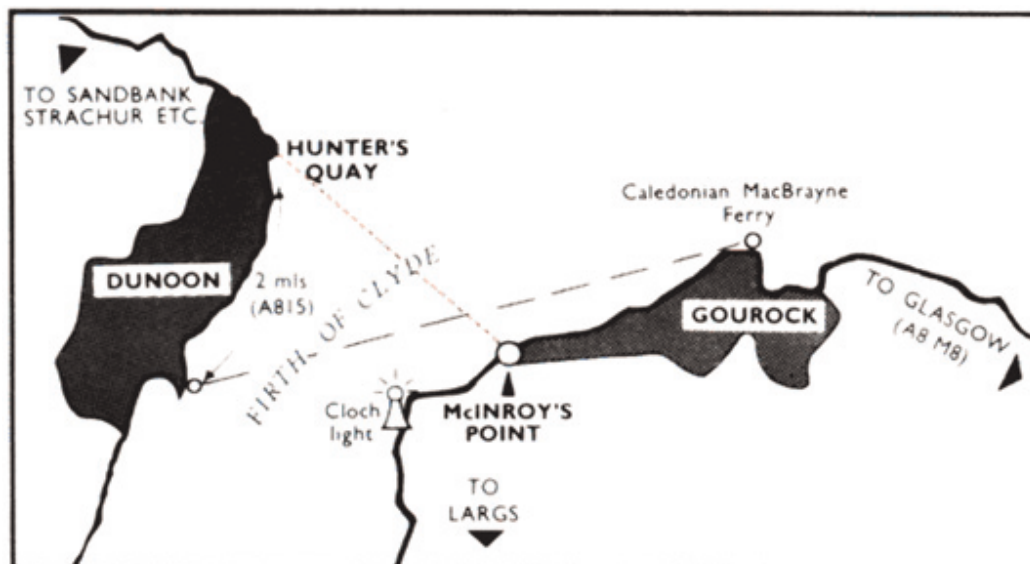 TO SANDBANK
STRACHUR ETC.
HUNTER'S
QUAY
Caledonian MacBrayne
Ferry
DUNOON
2 mls
(A815)
FIRTH OF CLYDE
GOUROCK
TO GLASGOW
(A8 M8)
Cloch
light
McINROY'S
POINT
TO
LARGS